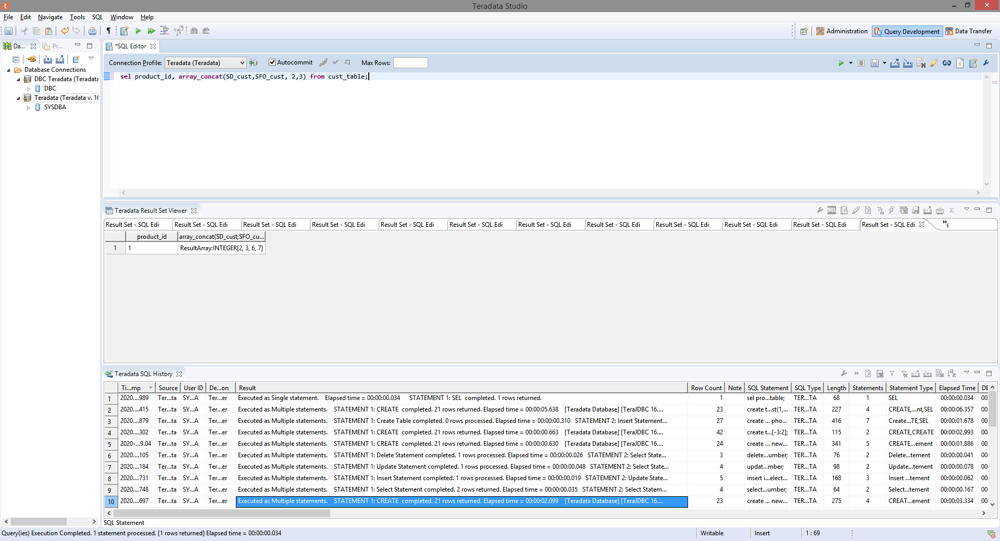 Teradata Studio
File Edit Navigate Tools SQL Window Help
Administration Query Development Data Transfer
Da... Pr... *SQL Editor
Database Connections
DBC Teradata (Teradata
DBC
Teradata (Teradata v. 16
SYSDBA
Connection Profile: Teradata (Teradata) Autocommit Max Rows:
sel product_id, array_concat(SD_cust,SFO_cust, 2,3) from cust_table;
Teradata Result Set Viewer
Result Set - SQL Edi Result Set - SQL Edi Result Set - SQL Edi Result Set - SQL Edi Result Set - SQL Edi Result Set - SQL Edi Result Set - SQL Edi Result Set - SQL Edi Result Set - SQL Edi Result Set - SQL Edi Result Set - SQL Edi Result Set - SQL Edi »5
product_id array_concat(SD_cust,SFO_cu...
1 1 ResultArray:INTEGER[2, 3, 6, 7]
Teradata SQL History
Ti...mp Source User ID De...on Result Row Count Note SQL Statement SQL Type Length Statements Statement Type Elapsed Time DE
1 2020....989 Ter...ta SY...A Ter...er Executed as Single statement. Elapsed time = 00:00:00.034 STATEMENT 1: SEL completed. 1 rows returned. 1 sel pro...table; TER...TA 68 1 SEL 00:00:00.034 00:
2 2020....415 Ter...ta SY...A Ter...er Executed as Multiple statements. STATEMENT 1: CREATE completed. 21 rows returned. Elapsed time = 00:00:05.638 [Teradata Database] [TeraJDBC 16.... 23 create t...st(1,... TER...TA 227 4 CREATE,...nt,SEL 00:00:06.357 00:
3 2020....879 Ter...ta SY...A Ter...er Executed as Multiple statements. STATEMENT 1: Create Table completed. 0 rows processed. Elapsed time = 00:00:00.310 STATEMENT 2: Insert Statement... 27 create ... pho... TER...TA 416 7 Create...TE,SEL 00:00:01.678 00:
4 2020....302 Ter...ta SY...A Ter...er Executed as Multiple statements. STATEMENT 1: CREATE completed. 21 rows returned. Elapsed time = 00:00:00.663 [Teradata Database] [TeraJDBC 16.... 42 create t...[-3:2]; TER...TA 115 2 CREATE,CREATE 00:00:02.993 00:
5 2020-...9.04 Ter...ta SY...A Ter...er Executed as Multiple statements. STATEMENT 1: CREATE completed. 21 rows returned. Elapsed time = 00:00:00.630 [Teradata Database] [TeraJDBC 16.... 24 create ... new... TER...TA 341 5 CREATE...ement 00:00:01.886 00:
6 2020....105 Ter...ta SY...A Ter...er Executed as Multiple statements. STATEMENT 1: Delete Statement completed. 1 rows processed. Elapsed time = 00:00:00.026 STATEMENT 2: Select State... 3 delete...umber; TER...TA 76 2 Delete...tement 00:00:00.041 00:
7 2020....184 Ter...ta SY...A Ter...er Executed as Multiple statements. STATEMENT 1: Update Statement completed. 1 rows processed. Elapsed time = 00:00:00.048 STATEMENT 2: Select State... 4 updat...mber; TER...TA 98 2 Update...tement 00:00:00.078 00:
8 2020....731 Ter...ta SY...A Ter...er Executed as Multiple statements. STATEMENT 1: Insert Statement completed. 1 rows processed. Elapsed time = 00:00:00.019 STATEMENT 2: Update State... 5 insert i...elect... TER...TA 168 3 Insert ...tement 00:00:00.062 00:
9 2020....748 Ter...ta SY...A Ter...er Executed as Multiple statements. STATEMENT 1: Select Statement completed. 2 rows returned. Elapsed time = 00:00:00.035 STATEMENT 2: Select Statem... 4 select...umber; TER...TA 64 2 Select...tement 00:00:00.167 00:
10 2020....697 Ter...ta SY...A Ter...er Executed as Multiple statements. STATEMENT 1: CREATE completed. 21 rows returned. Elapsed time = 00:00:02.099 [Teradata Database] [TeraJDBC 16.... 23 create ... new... TER...TA 275 4 CREAT...ement 00:00:03.334 00:
SQL Statement
Query(ies) Execution Completed. 1 statement processed. [1 rows returned] Elapsed time = 00:00:00.034 Writable Insert 1 : 69